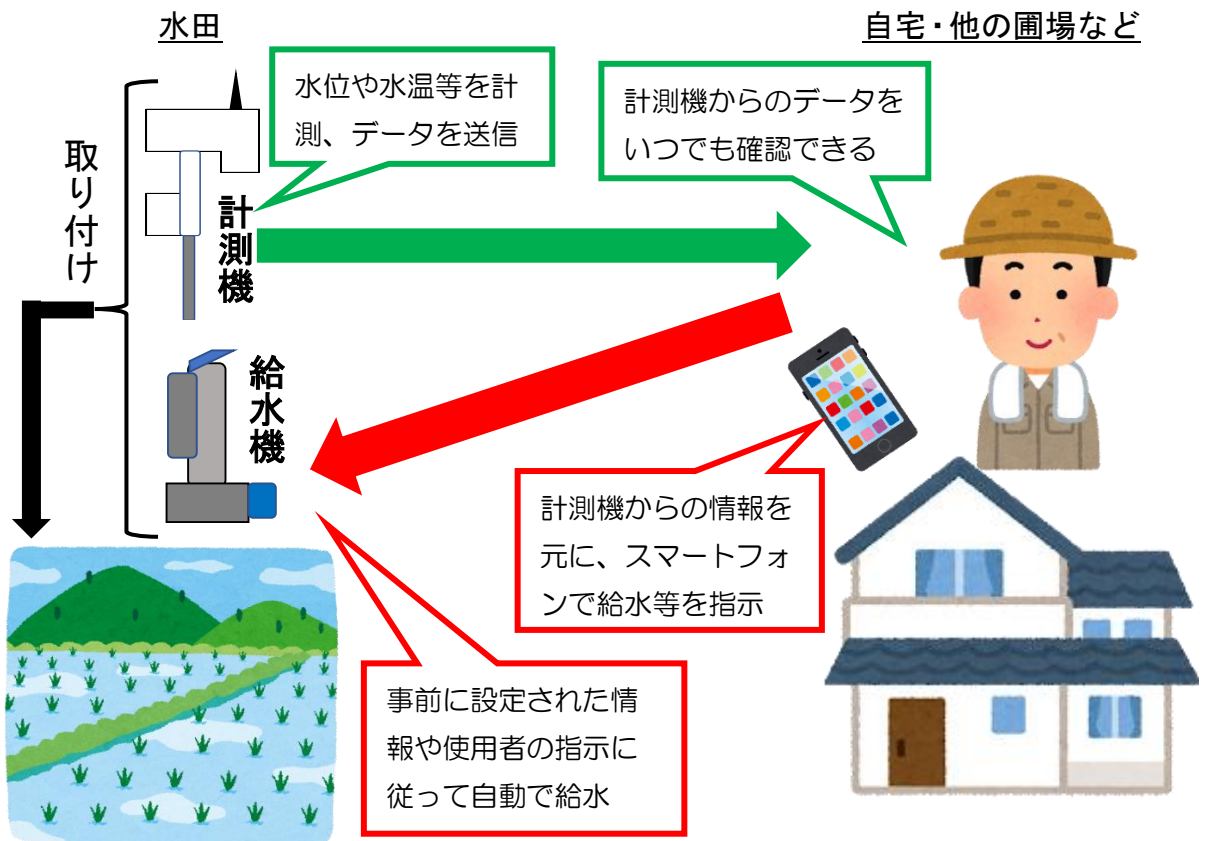 水田
自宅・他の圃場など
水位や水温等を計
測、データを送信
計測機からのデータを
いつでも確認できる
取り付け
計測機
給水機
計測機からの情報を
元に、スマートフォ
ンで給水等を指示
事前に設定された情
報や使用者の指示に
従って自動で給水